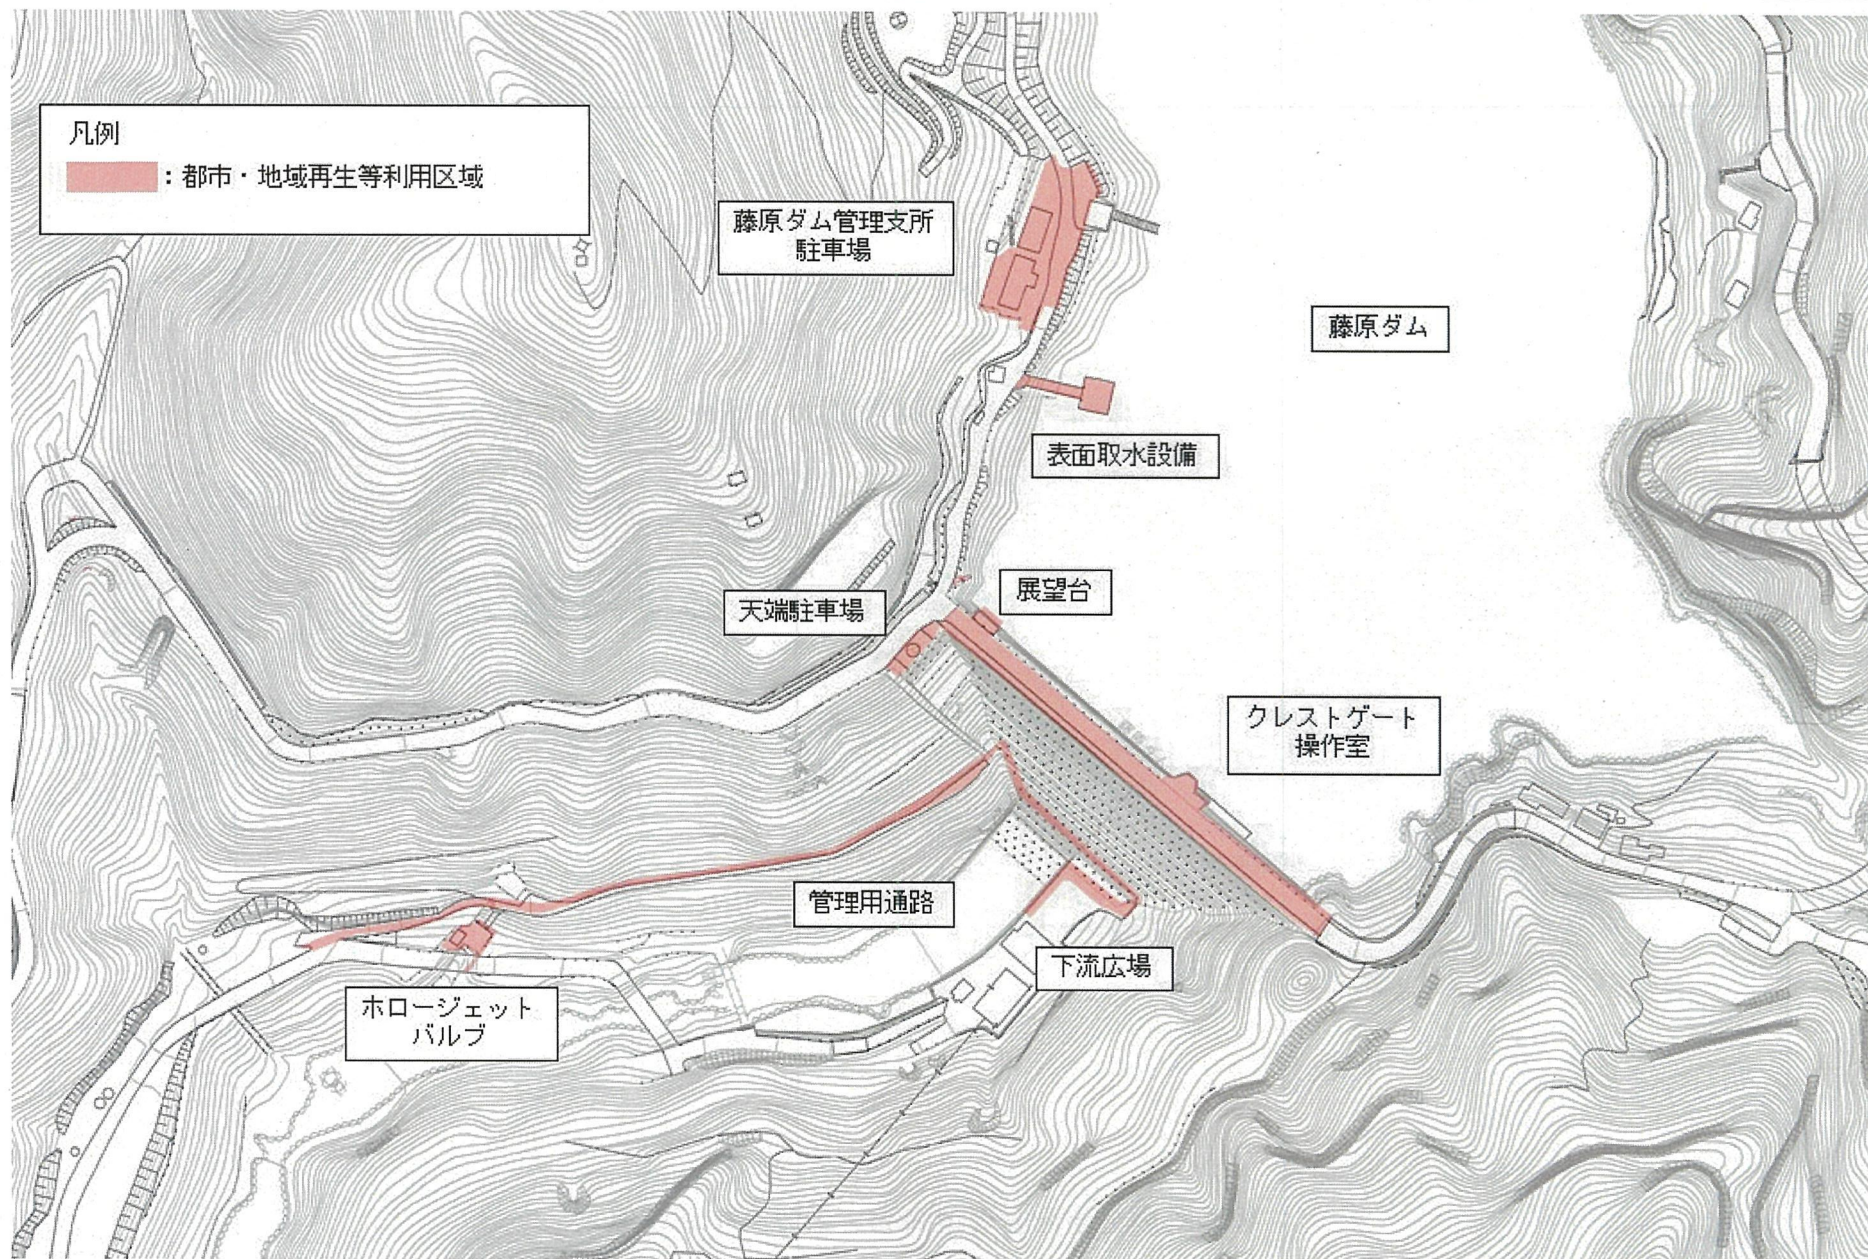 凡例
：都市・地域再生等利用区域
藤原ダム管理支所
駐車場
藤原ダム
表面取水設備
展望台
天端駐車場
クレストゲート
操作室
管理用通路
下流広場
ホロージェット
バルブ